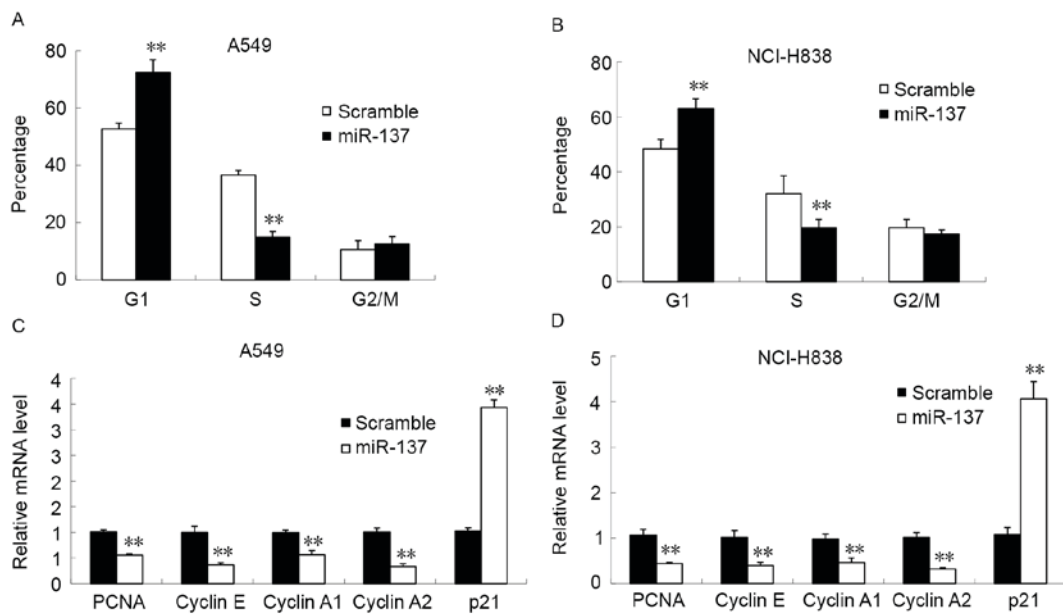 A
A549
**
80
60
40
20
0
Percentage
Scramble
miR-137
**
G1
S
G2/M
B
NCI-H838
80
60
40
20
0
Percentage
**
Scramble
miR-137
**
G1
S
G2/M
C
A549
4
4
3
3
2
2
1
1
0
Relative mRNA level
Scramble
miR-137
**
**
**
**
**
PCNA
Cyclin E
Cyclin A1
Cyclin A2
p21
D
NCI-H838
5
4
3
2
1
0
Relative mRNA level
Scramble
miR-137
**
**
**
**
**
PCNA
Cyclin E
Cyclin A1
Cyclin A2
p21